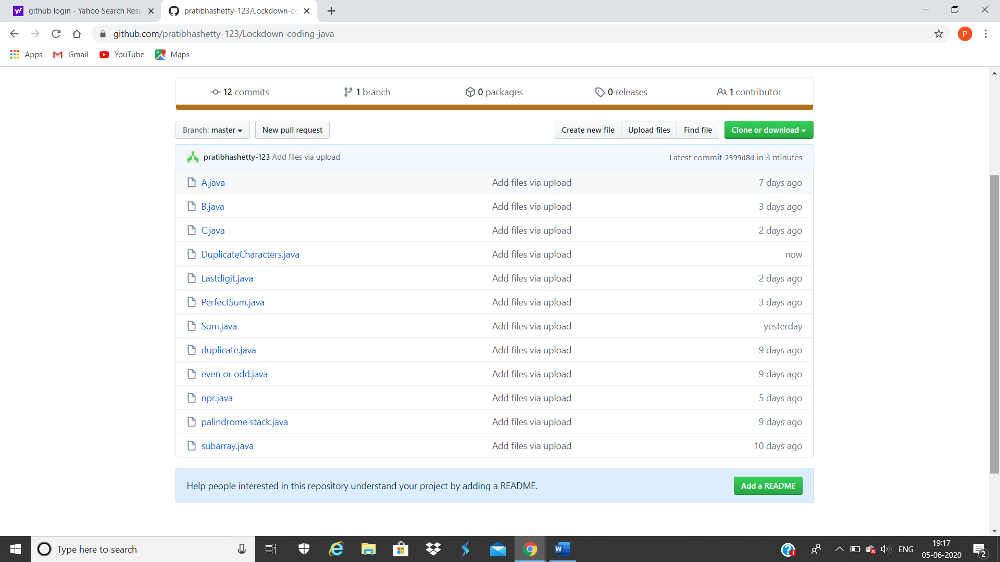 github login - Yahoo Search Resu
pratibhashetty-123/Lockdown-co
github.com/pratibhashetty-123/Lockdown-coding-java
P
Apps Gmail YouTube Maps
12 commits 1 branch 0 packages 0 releases 1 contributor
Branch: master New pull request Create new file Upload files Find file Clone or download
pratibhashetty-123 Add files via upload Latest commit 2599d8d in 3 minutes
A.java Add files via upload 7 days ago
B.java Add files via upload 3 days ago
C.java Add files via upload 2 days ago
DuplicateCharacters.java Add files via upload now
Lastdigit.java Add files via upload 2 days ago
PerfectSum.java Add files via upload 3 days ago
Sum.java Add files via upload yesterday
duplicate.java Add files via upload 9 days ago
even or odd.java Add files via upload 9 days ago
npr.java Add files via upload 5 days ago
palindrome stack.java Add files via upload 9 days ago
subarray.java Add files via upload 10 days ago
Help people interested in this repository understand your project by adding a README. Add a README
Type here to search
ENG
19:17
05-06-2020
2